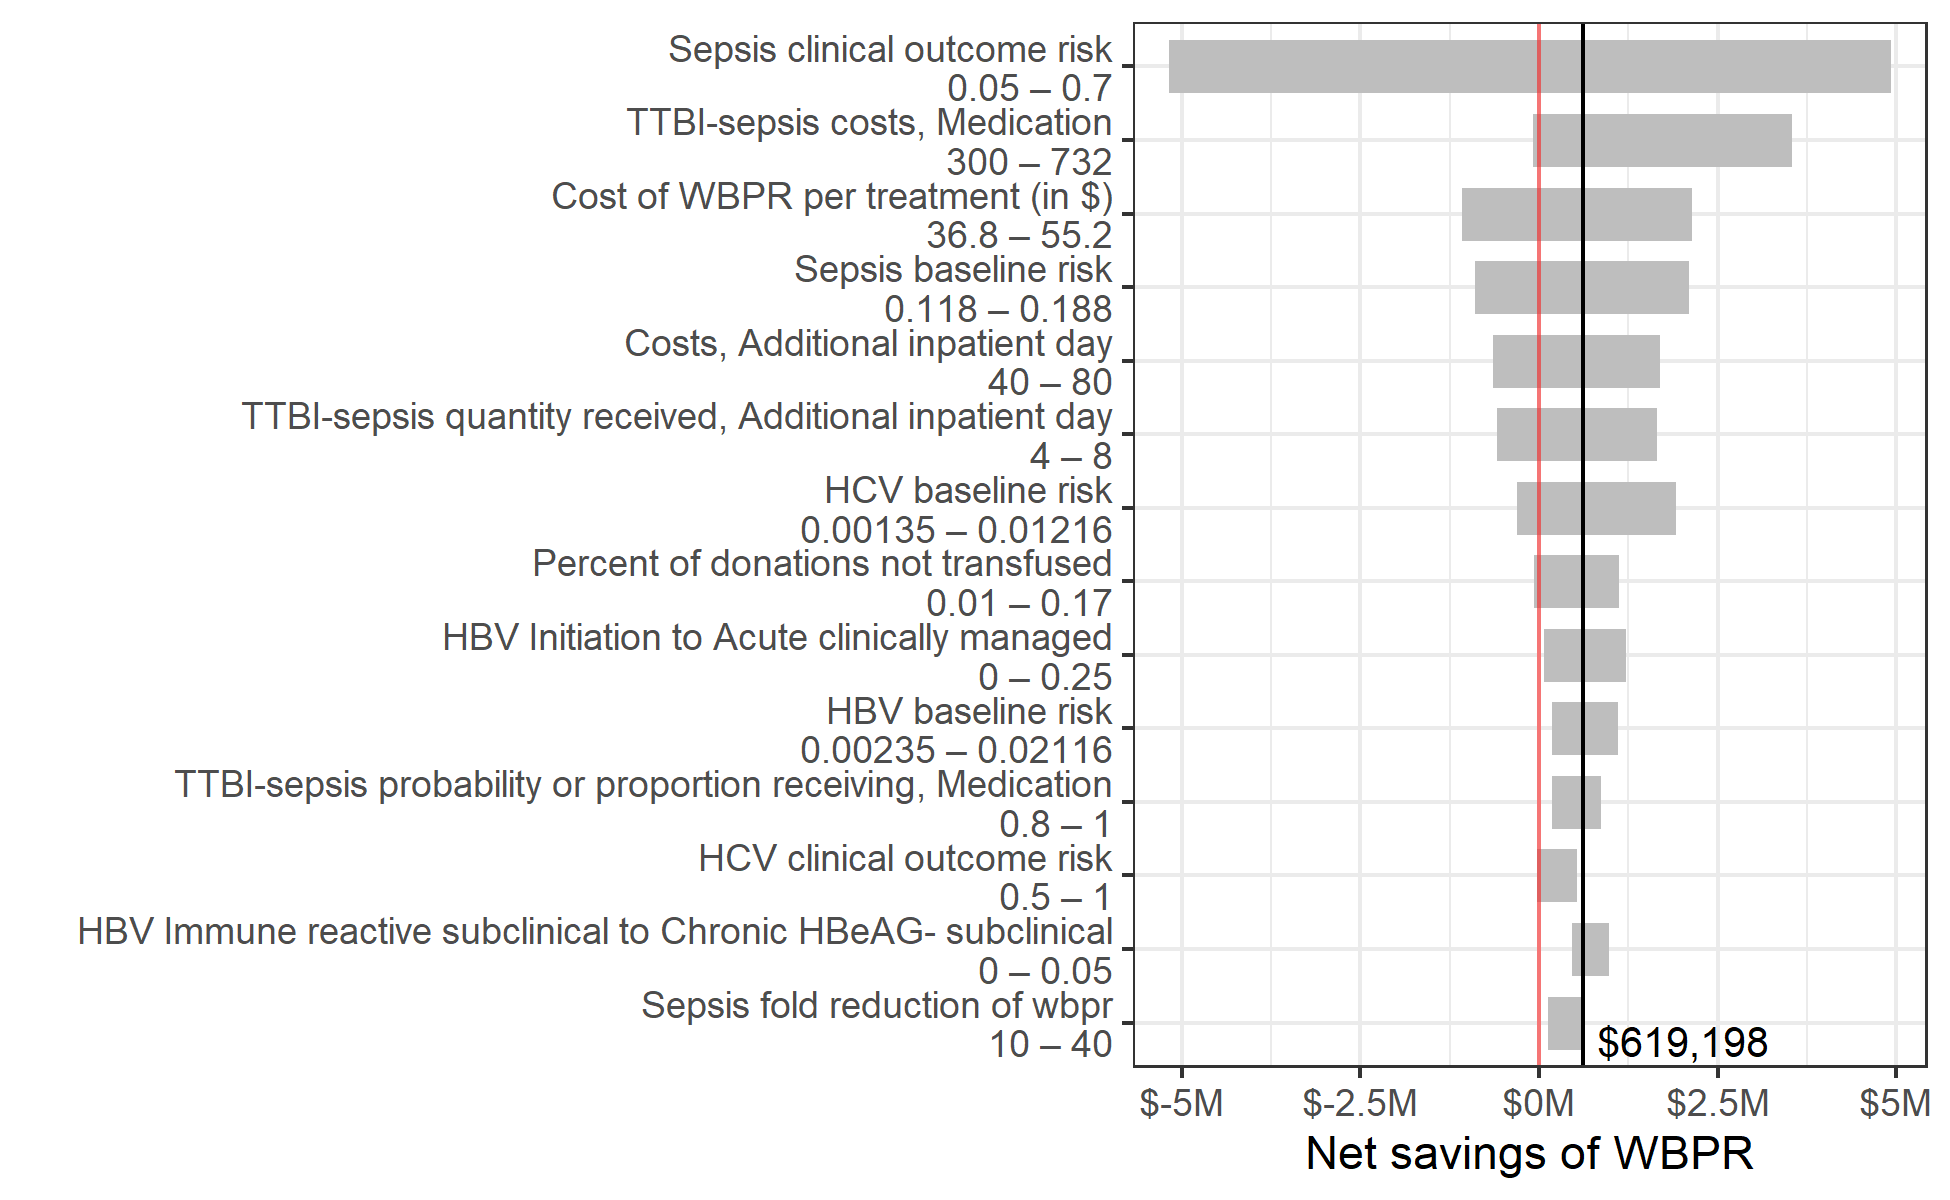 Sepsis clinical outcome risk
0.05 – 0.7
TTBI-sepsis costs, Medication
300 – 732
Cost of WBPR per treatment (in $)
36.8 – 55.2
Sepsis baseline risk
0.118 – 0.188
Costs, Additional inpatient day
40 – 80
TTBI-sepsis quantity received, Additional inpatient day
4 – 8
HCV baseline risk
0.00135 – 0.01216
Percent of donations not transfused
0.01 – 0.17
HBV Initiation to Acute clinically managed
0 – 0.25
HBV baseline risk
0.00235 – 0.02116
TTBI-sepsis probability or proportion receiving, Medication
0.8 – 1
HCV clinical outcome risk
0.5 – 1
HBV Immune reactive subclinical to Chronic HBeAG- subclinical
0 – 0.05
Sepsis fold reduction of wbpr
10 – 40
$619,198
$-5M $-2.5M $0M $2.5M $5M
Net savings of WBPR